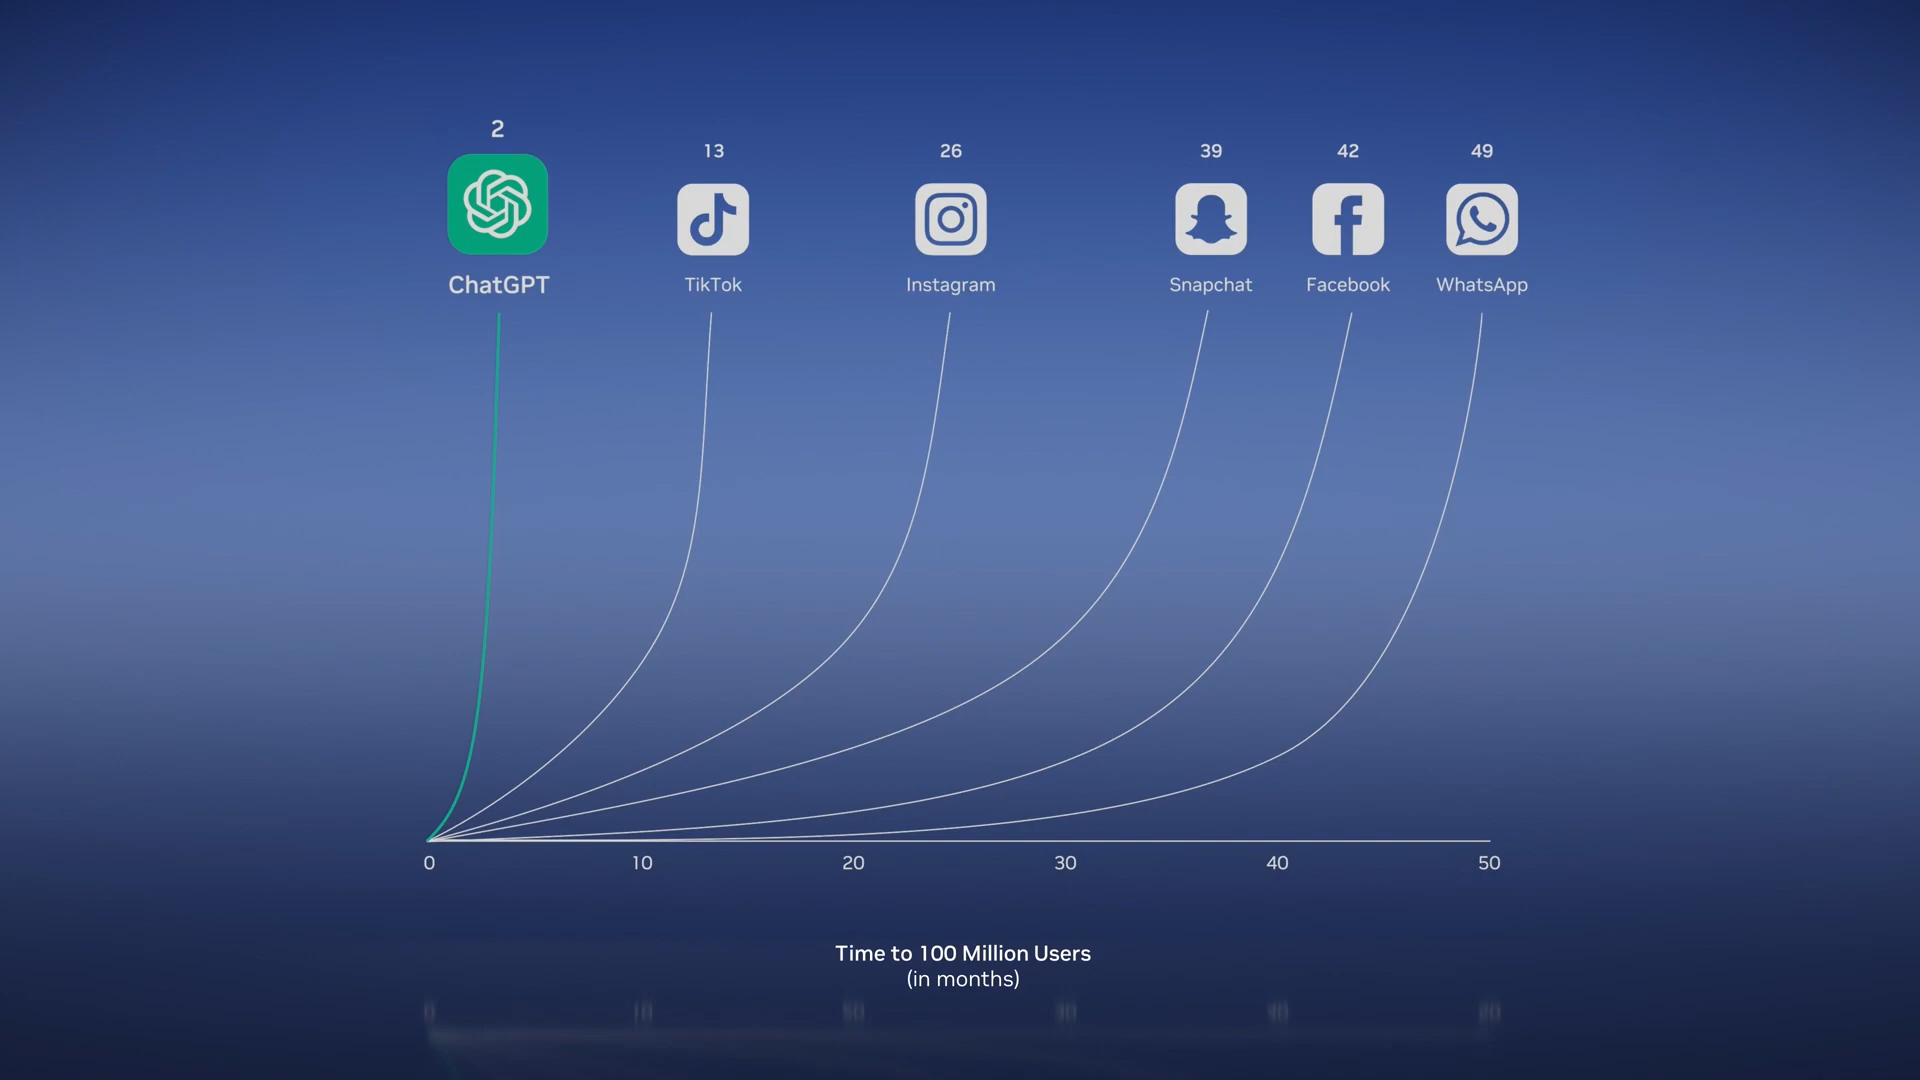 2
13
26
39
42
49
ChatGPT
TikTok
Instagram
Snapchat
Facebook
WhatsApp
0
10
20
30
40
50
Time to 100 Million Users
(in months)